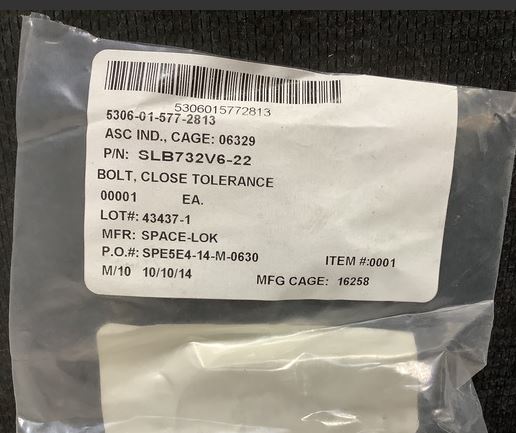 5306015772813
5306-01-577-2813
ASC IND., CAGE: 06329
P/N: SLB732V6-22
BOLT, CLOSE TOLERANCE
00001 EA.
LOT#: 43437-1
MFR: SPACE-LOK
P.O.#: SPE5E4-14-M-0630 ITEM #:0001
M/10 10/10/14 MFG CAGE: 16258